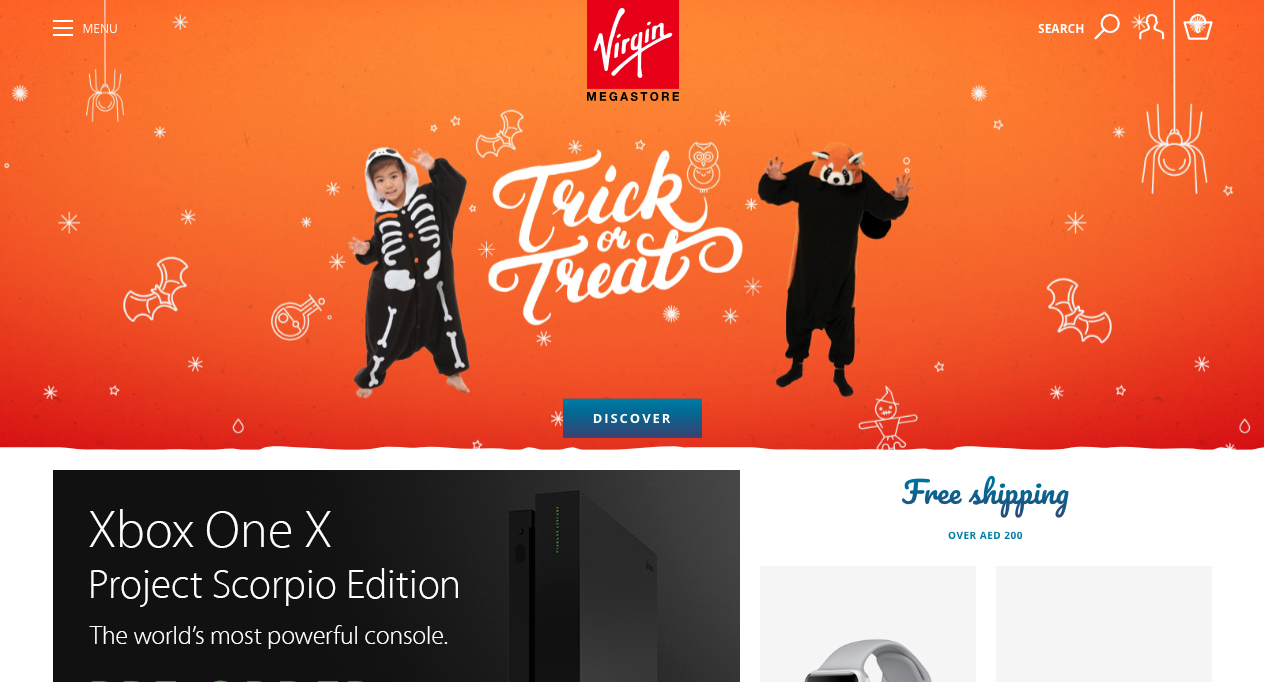 MENU
Virgin
MEGASTORE
SEARCH
Trick
or
Treat
DISCOVER
Xbox One X
Project Scorpio Edition
The world's most powerful console.
Free shipping
OVER AED 200